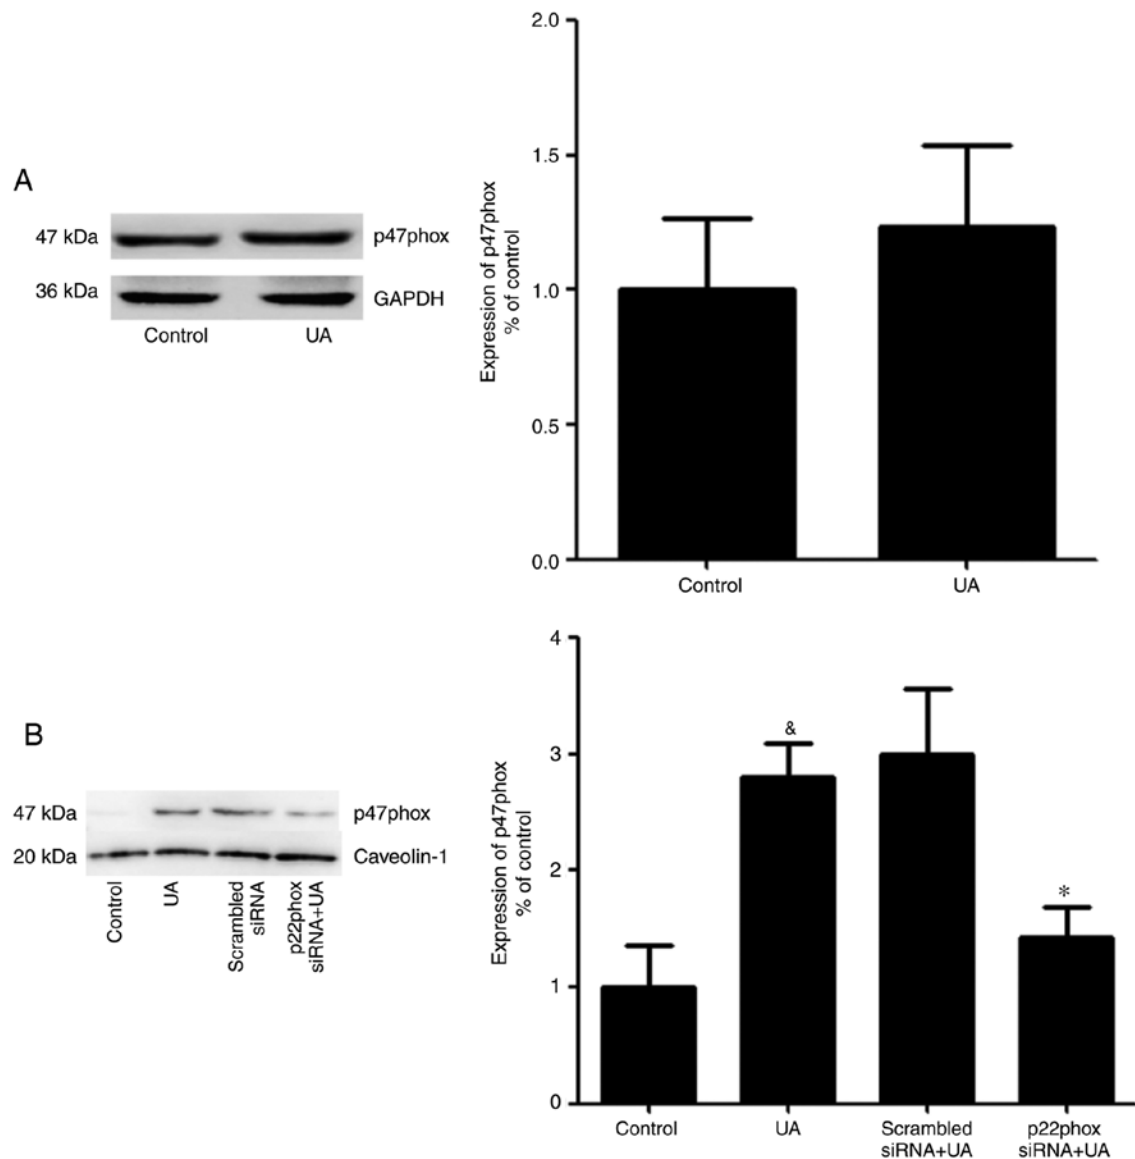 A
47 kDa
p47phox
36 kDa
GAPDH
Control
UA
Expression of p47phox
% of control
2.0
1.5
1.0
0.5
0.0
Control
UA
B
47 kDa
p47phox
20 kDa
Caveolin-1
Control
UA
Scrambled
siRNA
p22phox
siRNA+UA
Expression of p47phox
% of control
4
3
2
1
0
&
*
Control
UA
Scrambled
siRNA+UA
p22phox
siRNA+UA